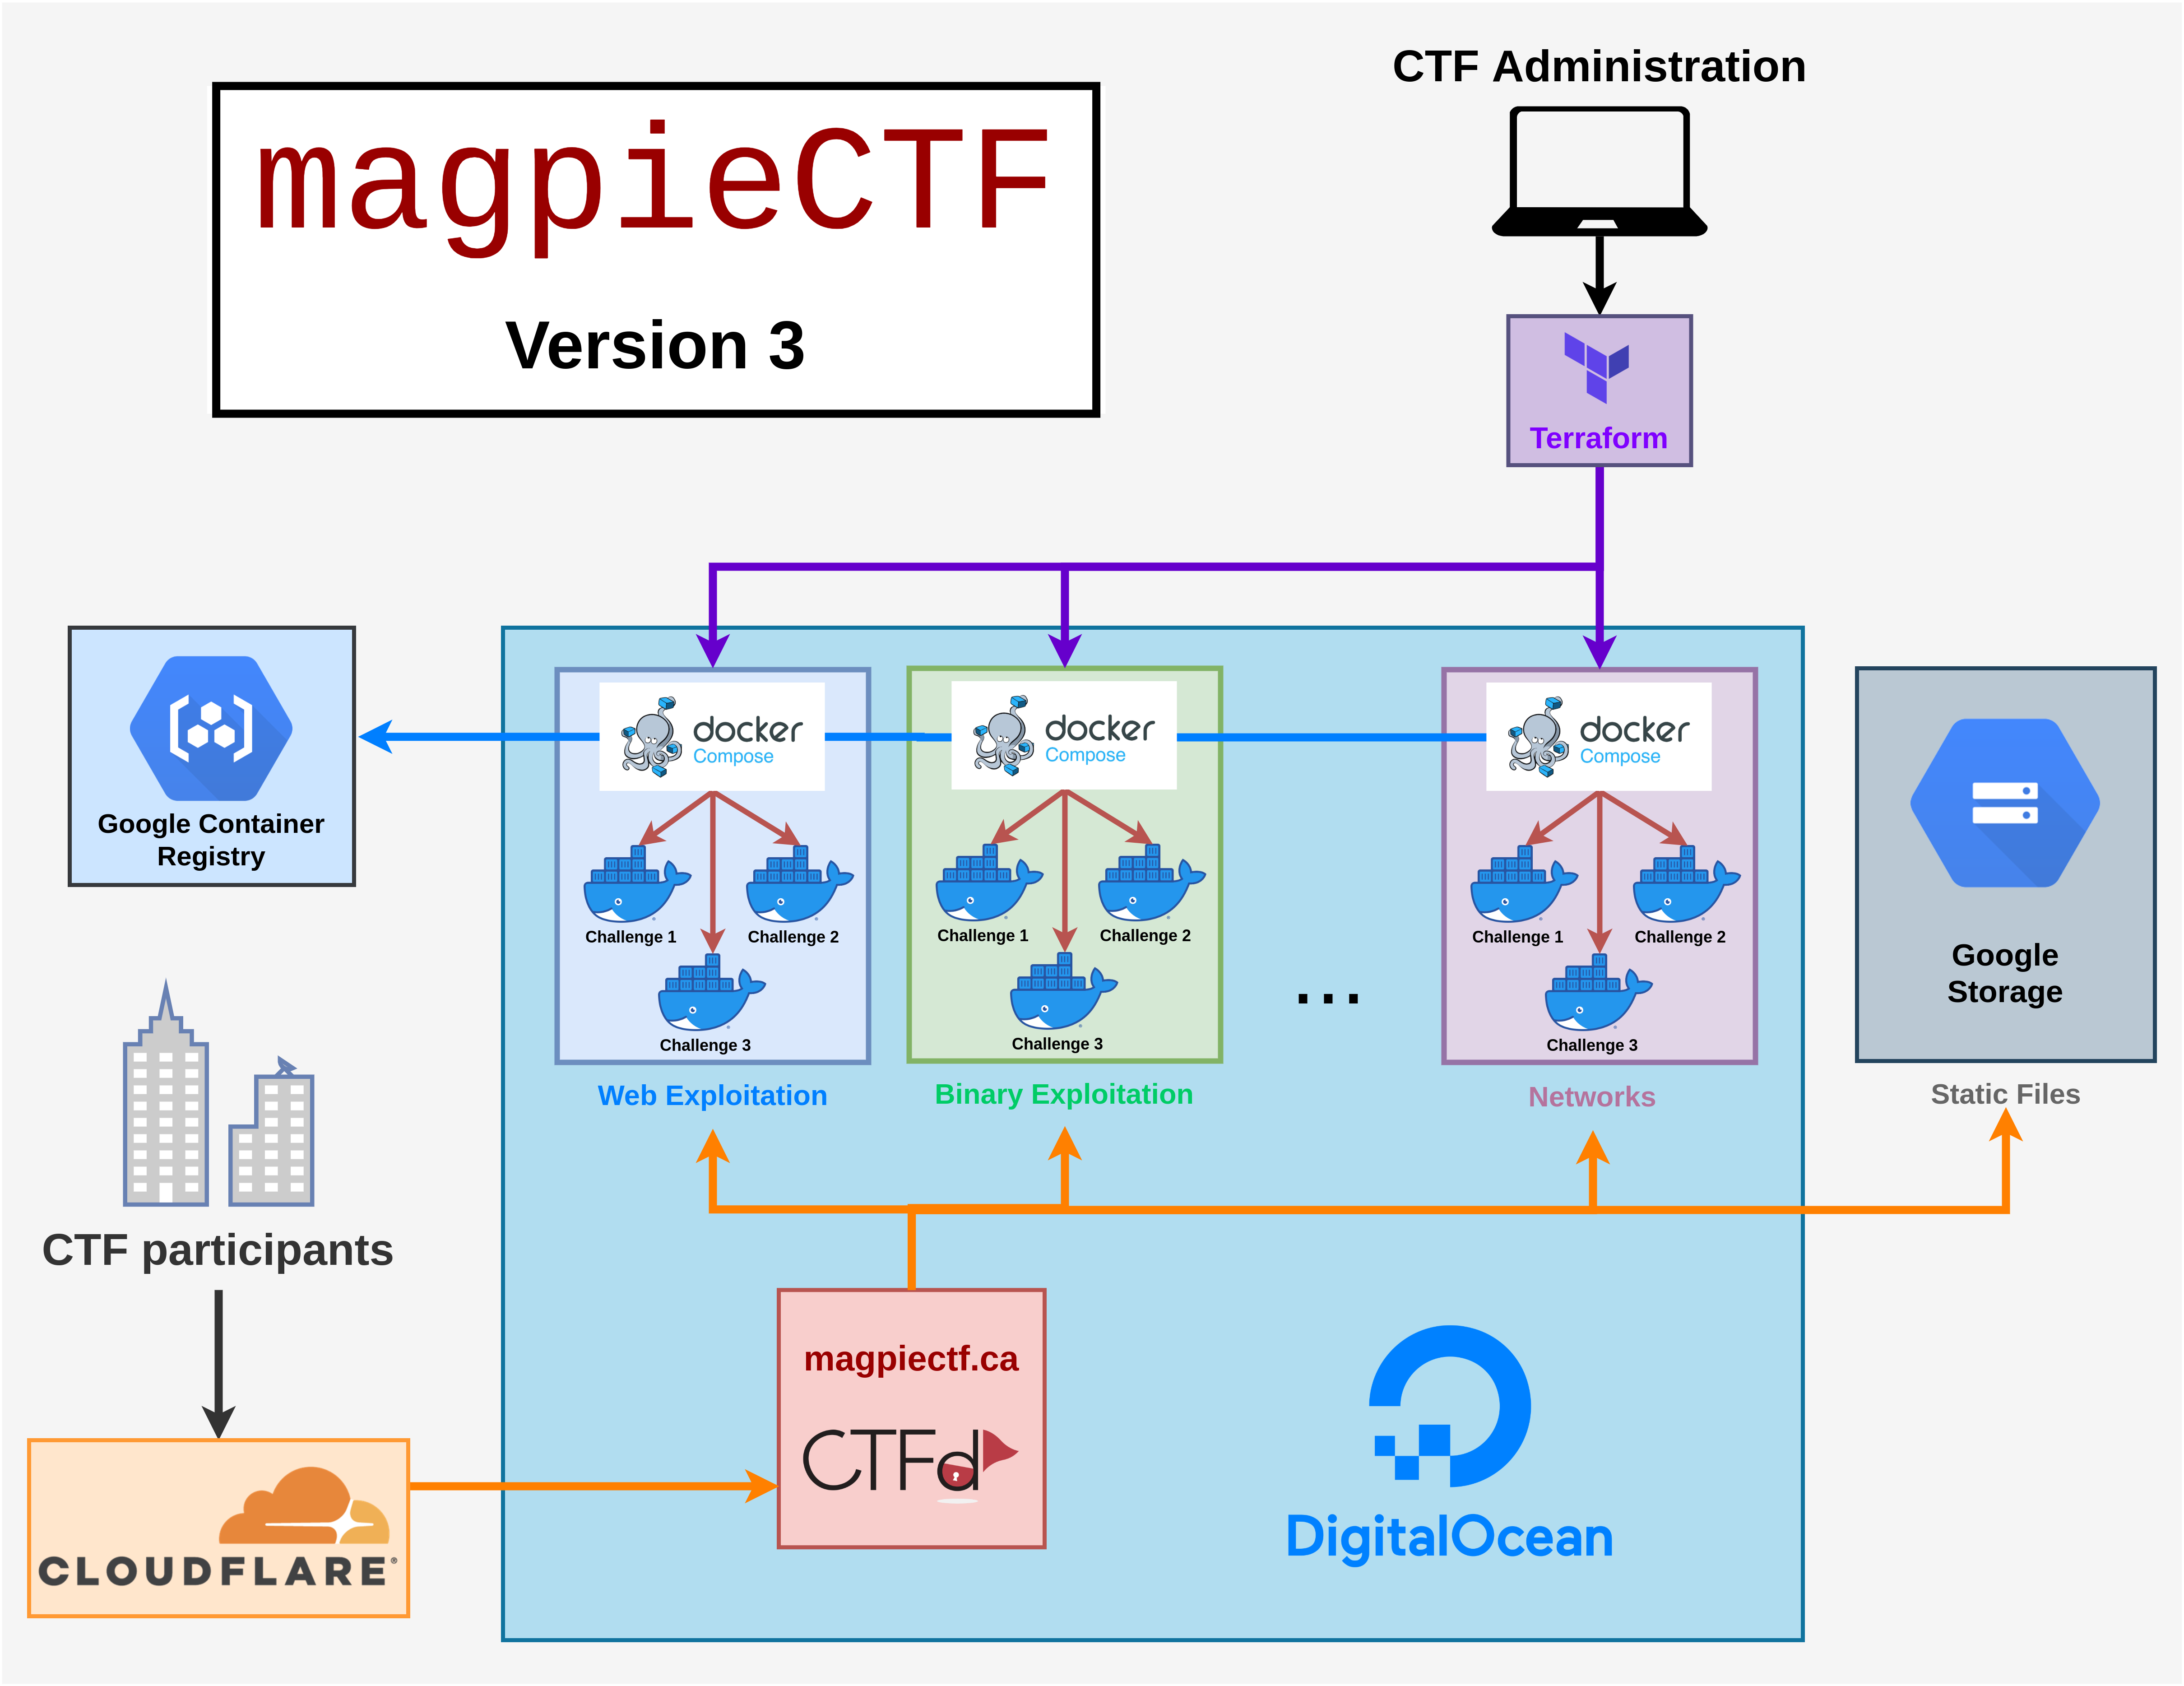 CTF Administration
magpieCTF
Version 3
Terraform
docker
Compose
docker
Compose
docker
Compose
Google Container
Registry
Challenge 1
Challenge 2
Challenge 3
Challenge 1
Challenge 2
Challenge 3
...
Challenge 1
Challenge 2
Challenge 3
Google
Storage
Web Exploitation
Binary Exploitation
Networks
Static Files
CTF participants
magpiectf.ca
CTFd
CLOUDFLARE®
DigitalOcean